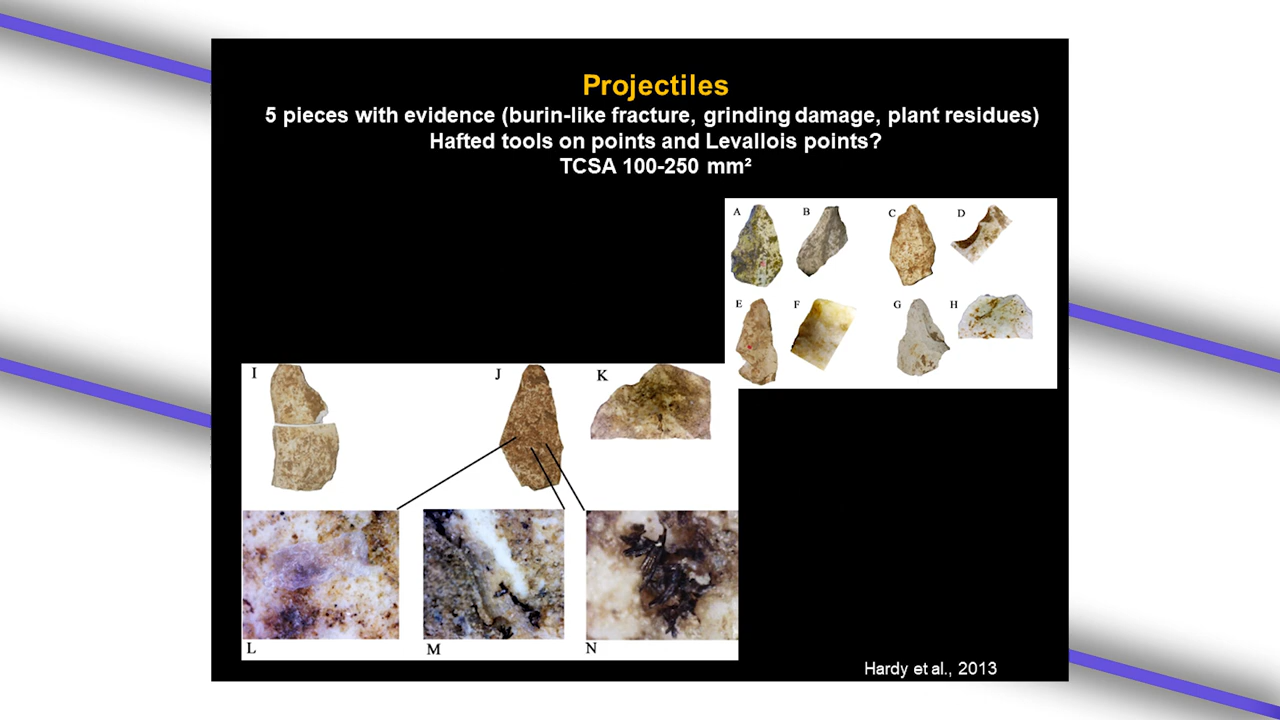 Projectiles
5 pieces with evidence (burin-like fracture, grinding damage, plant residues)
Hafted tools on points and Levallois points?
TCSA 100-250 mm²
A B C D
E F G H
I J K
L M N
Hardy et al., 2013